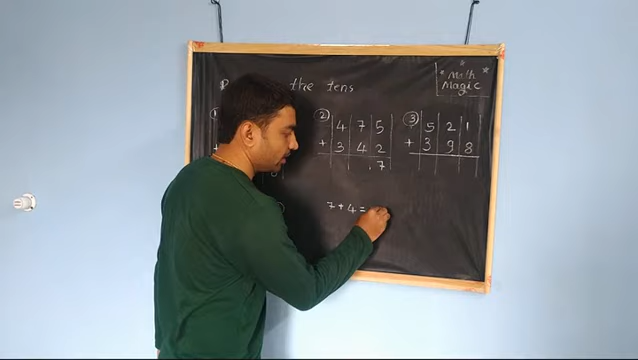 the tens
Math
Magic
2
4 7 5
+ 3 4 2
7
3
5 2 1
+ 3 9 8
7 + 4 =